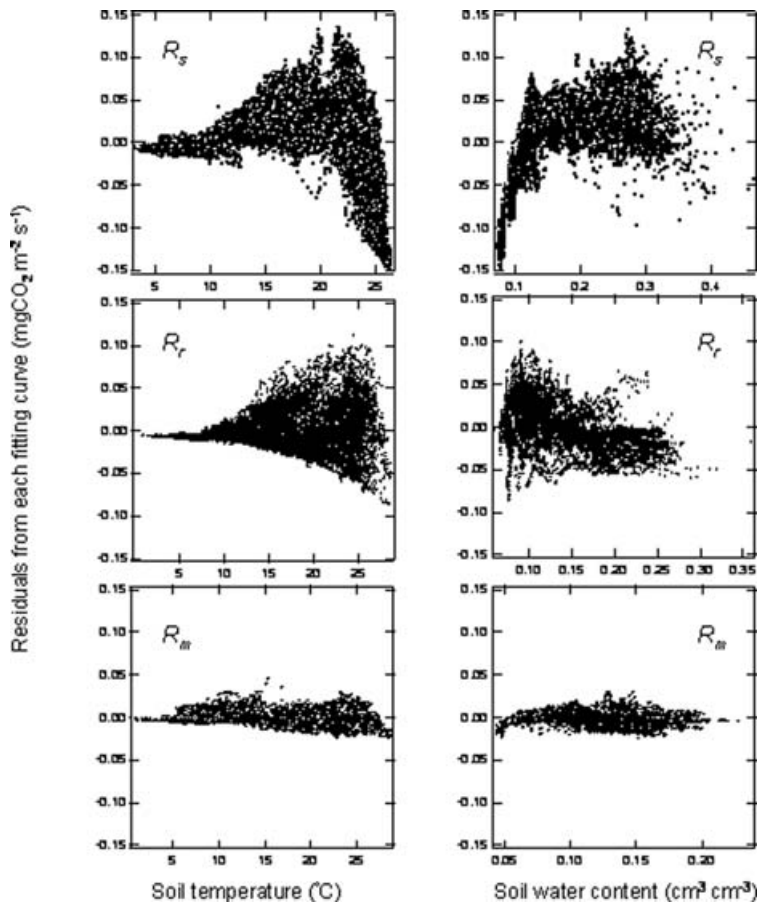 Residuals from each fitting curve (mgCO₂ m⁻² s⁻¹)
0.15
0.10
0.05
0.00
-0.05
-0.10
-0.15
Rs
5 10 15 20 25
0.15
0.10
0.05
0.00
-0.05
-0.10
-0.15
Rs
0.1 0.2 0.3 0.4
0.15
0.10
0.05
0.00
-0.05
-0.10
-0.15
Rr
5 10 15 20 25
0.15
0.10
0.05
0.00
-0.05
-0.10
-0.15
Rr
0.10 0.15 0.20 0.25 0.30 0.35
0.15
0.10
0.05
0.00
-0.05
-0.10
-0.15
Rm
5 10 15 20 25
0.15
0.10
0.05
0.00
-0.05
-0.10
-0.15
Rm
0.05 0.10 0.15 0.20
Soil temperature (°C)
Soil water content (cm³ cm³)